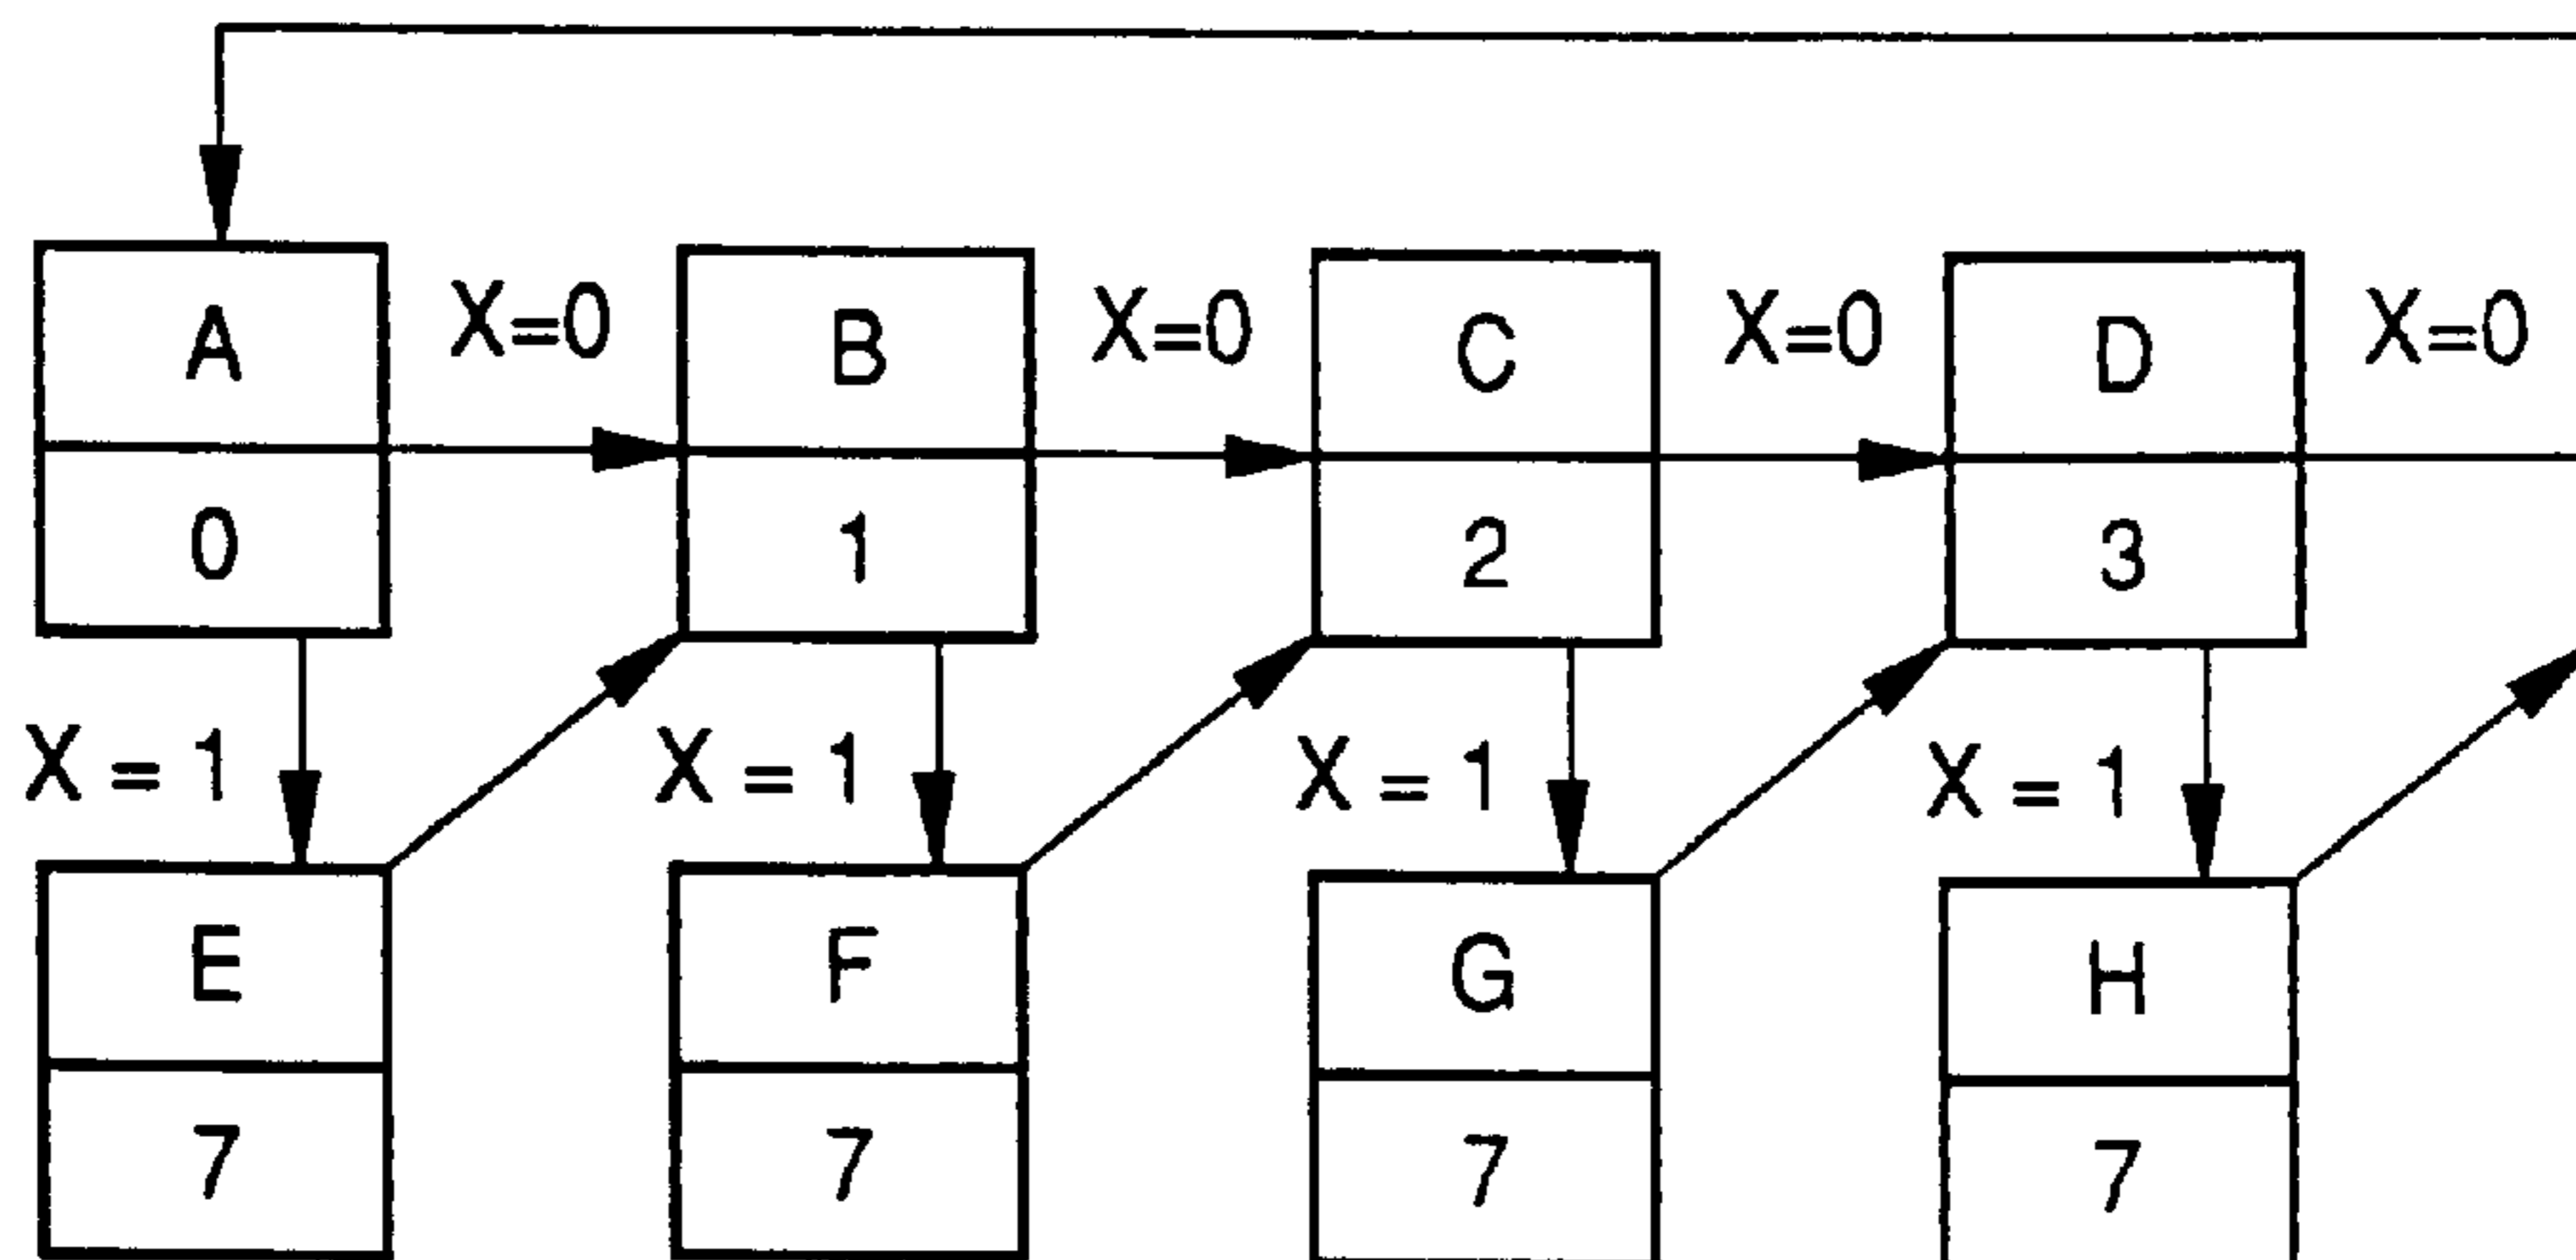 A X=0 B X=0 C X=0 D X=0
0 1 2 3
X = 1 X = 1 X = 1 X = 1
E F G H
7 7 7 7